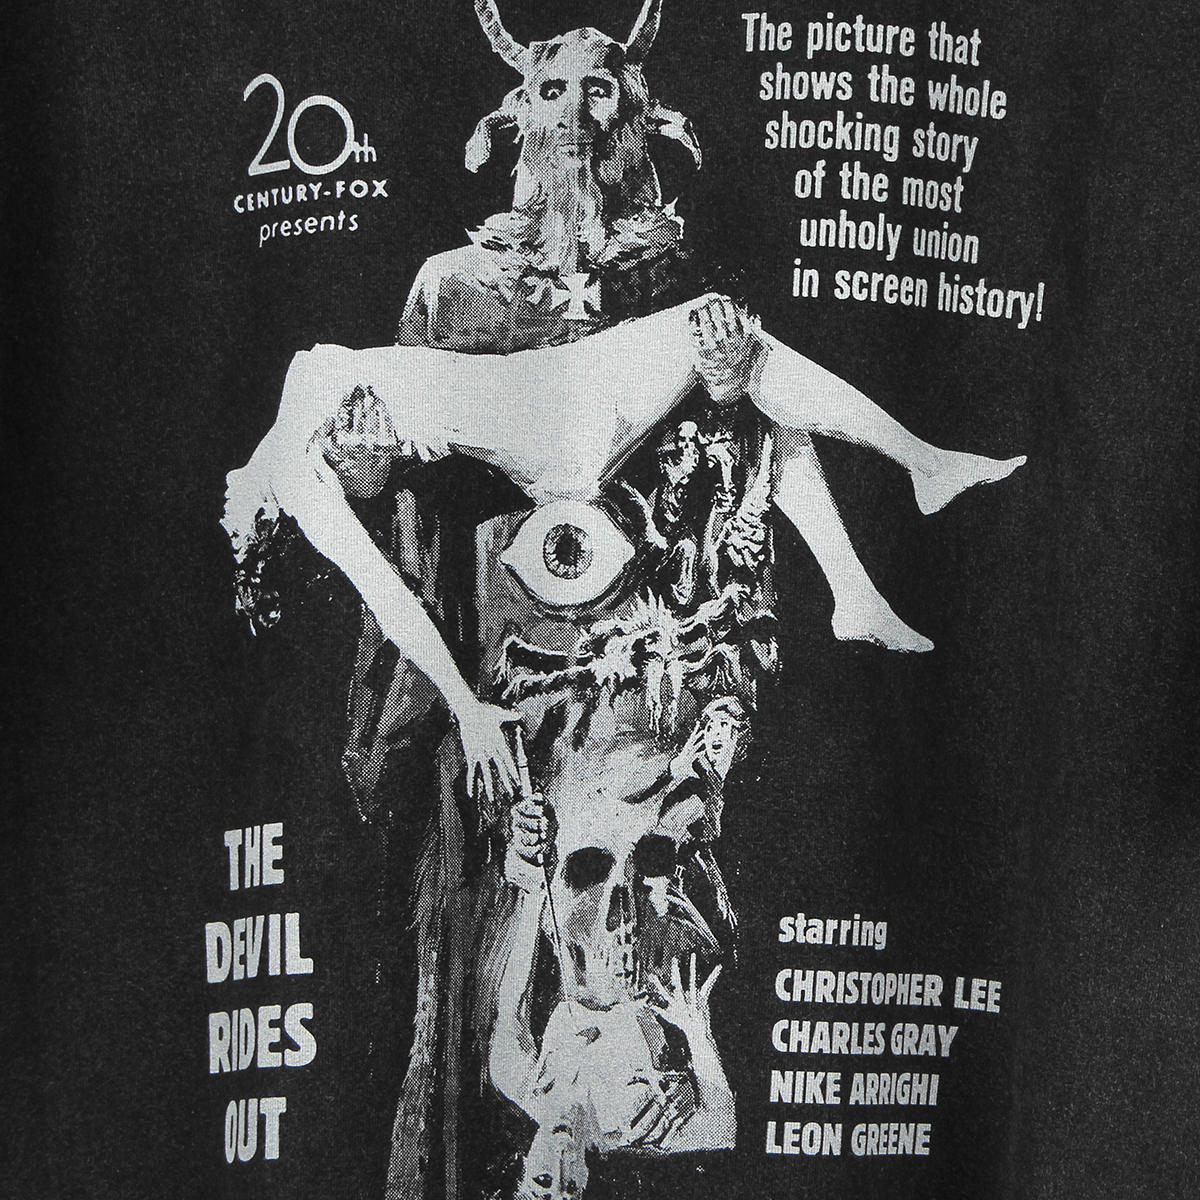 20th
CENTURY-FOX
presents
The picture that
shows the whole
shocking story
of the most
unholy union
in screen history!
THE
DEVIL
RIDES
OUT
starring
CHRISTOPHER LEE
CHARLES GRAY
NIKE ARRIGHI
LEON GREENE